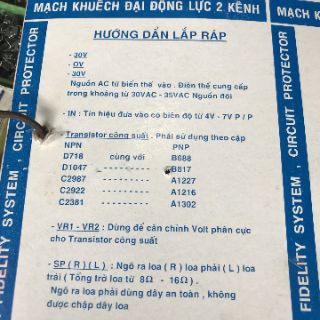 MẠCH KHUẾCH ĐẠI ĐỘNG LỰC 2 KÊNH
HƯỚNG DẨN LẮP RÁP
- 30V
- 0V
- 30V
Nguồn AC từ biến thế vào . Điện thế cung cấp
trong khoảng từ 30VAC - 35VAC Nguồn đôi
- IN : Tín hiệu đưa vào có biên độ từ 4V - 7V P / P
- Transistor công suất . Phải sử dụng theo cặp
NPN PNP
D718 cùng với B688
D1047 - - - - - - - - - - B817
C2987 - - - - - - - - - - A1227
C2922 - - - - - - - - - - A1216
C2381 - - - - - - - - - - A1302
- VR1 - VR2 : Dùng để cân chỉnh Volt phân cực
cho Transistor công suất
- SP ( R ) ( L ) : Ngõ ra loa ( R ) loa phải ( L ) loa
trái ( Tổng trở loa từ 8Ω - 16Ω ) .
Ngõ ra loa phải dùng dây an toàn , không
được chập dây loa
FIDELITY SYSTEM , CIRCUIT PROTECTOR
MẠCH KHU
FIDELITY SYSTEM , CIRCUIT PROTECTOR